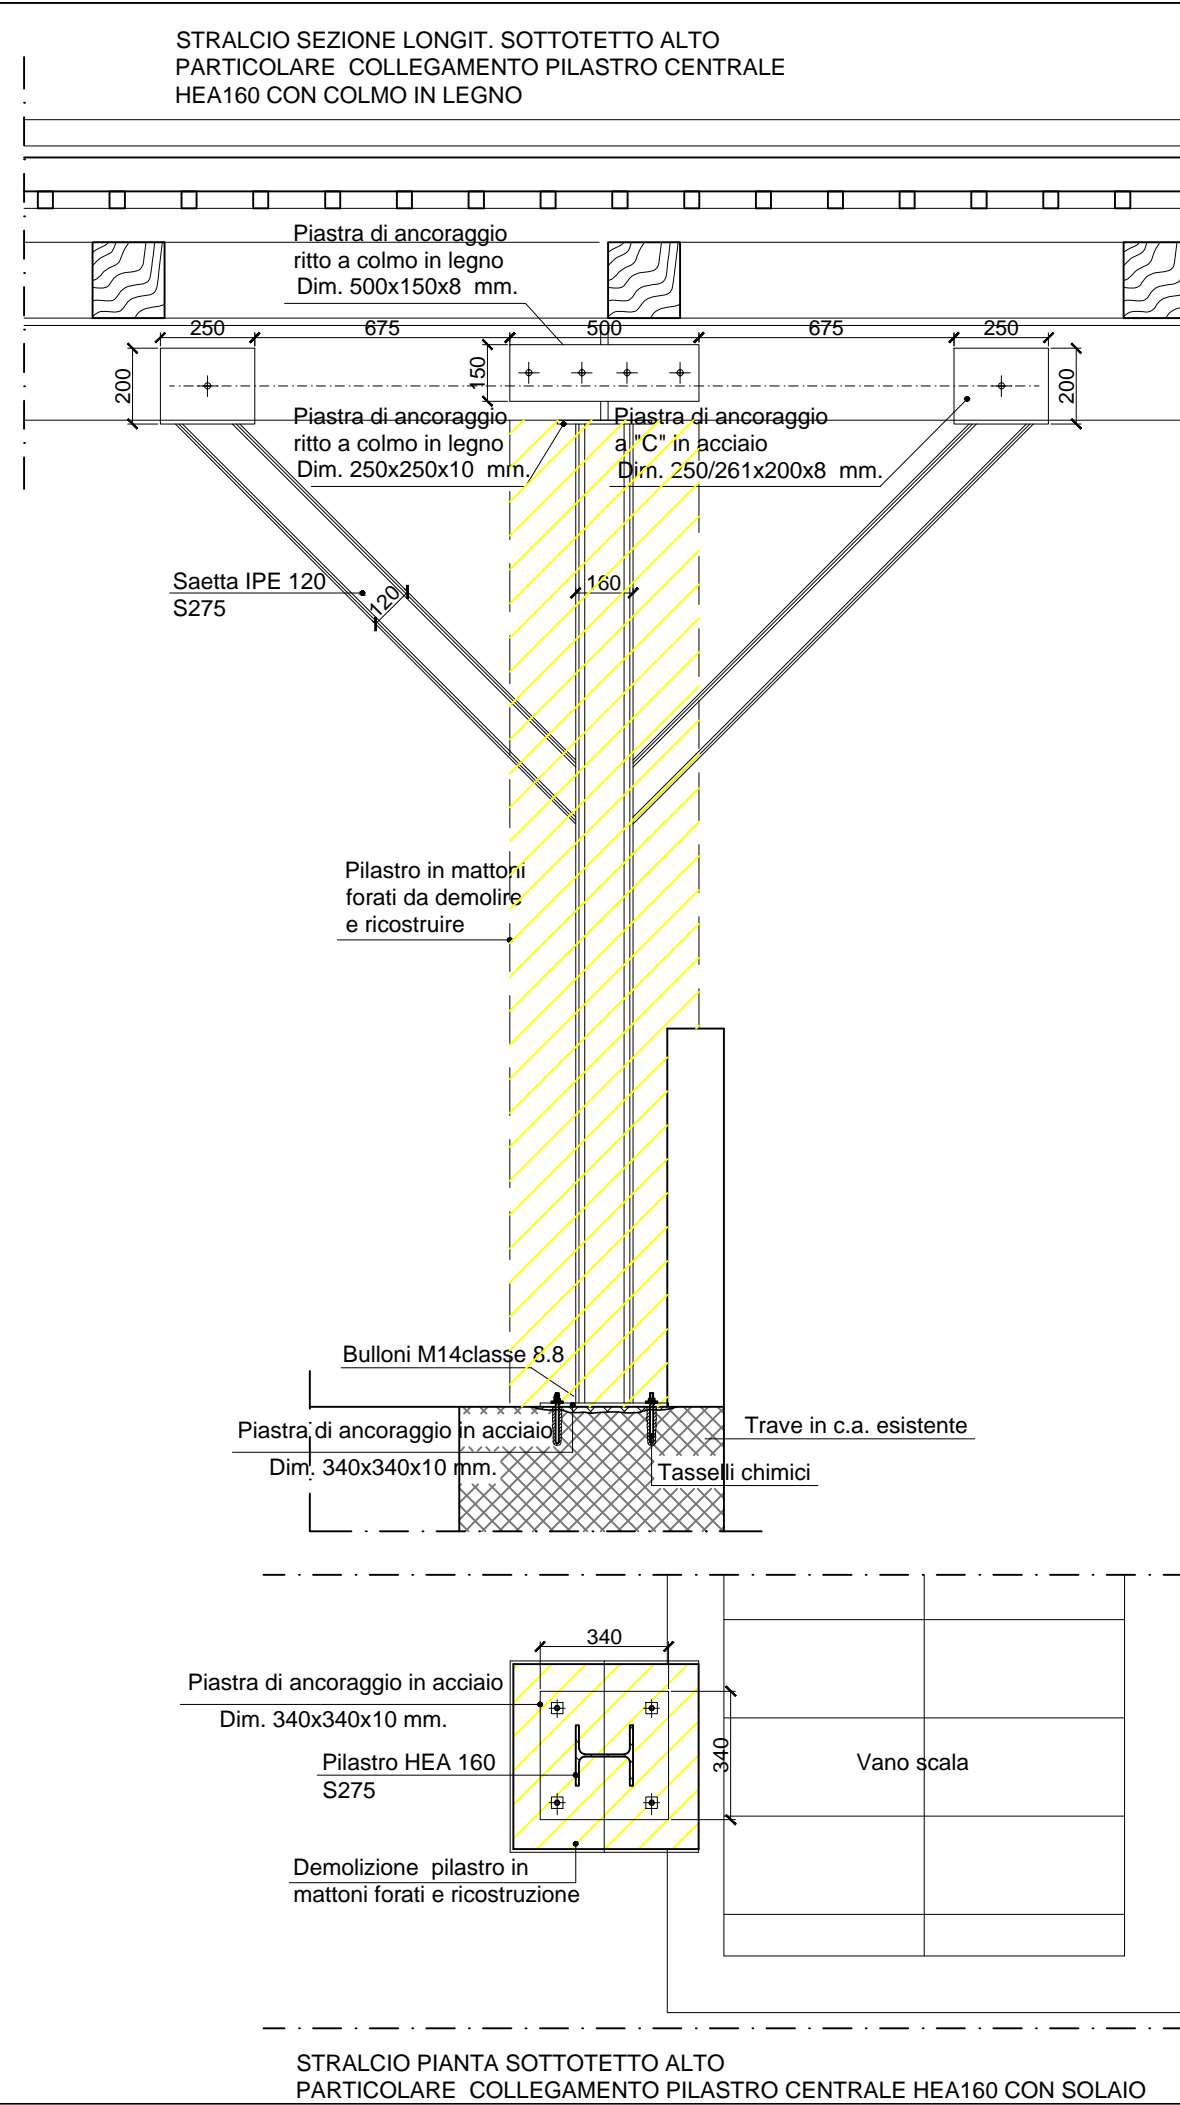 STRALCIO SEZIONE LONGIT. SOTTOTETTO ALTO
PARTICOLARE COLLEGAMENTO PILASTRO CENTRALE
HEA160 CON COLMO IN LEGNO
Piastra di ancoraggio
ritto a colmo in legno
Dim. 500x150x8 mm.
250
675
500
675
250
200
150
200
Piastra di ancoraggio
ritto a colmo in legno
Dim. 250x250x10 mm.
Piastra di ancoraggio
a "C" in acciaio
Dim. 250/261x200x8 mm.
Saetta IPE 120
S275
120
160
Pilastro in mattoni
forati da demolire
e ricostruire
Bulloni M14classe 8.8
Piastra di ancoraggio in acciaio
Dim. 340x340x10 mm.
Trave in c.a. esistente
Tasselli chimici
340
Piastra di ancoraggio in acciaio
Dim. 340x340x10 mm.
Pilastro HEA 160
S275
340
Vano scala
Demolizione pilastro in
mattoni forati e ricostruzione
STRALCIO PIANTA SOTTOTETTO ALTO
PARTICOLARE COLLEGAMENTO PILASTRO CENTRALE HEA160 CON SOLAIO